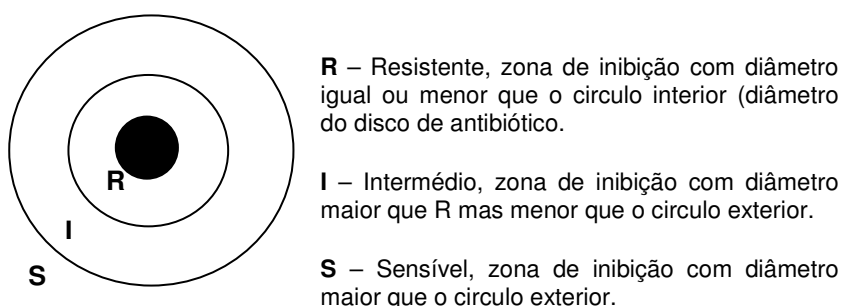 R – Resistente, zona de inibição com diâmetro
igual ou menor que o circulo interior (diâmetro
do disco de antibiótico.
R
I – Intermédio, zona de inibição com diâmetro
maior que R mas menor que o circulo exterior.
I
S
S – Sensível, zona de inibição com diâmetro
maior que o circulo exterior.